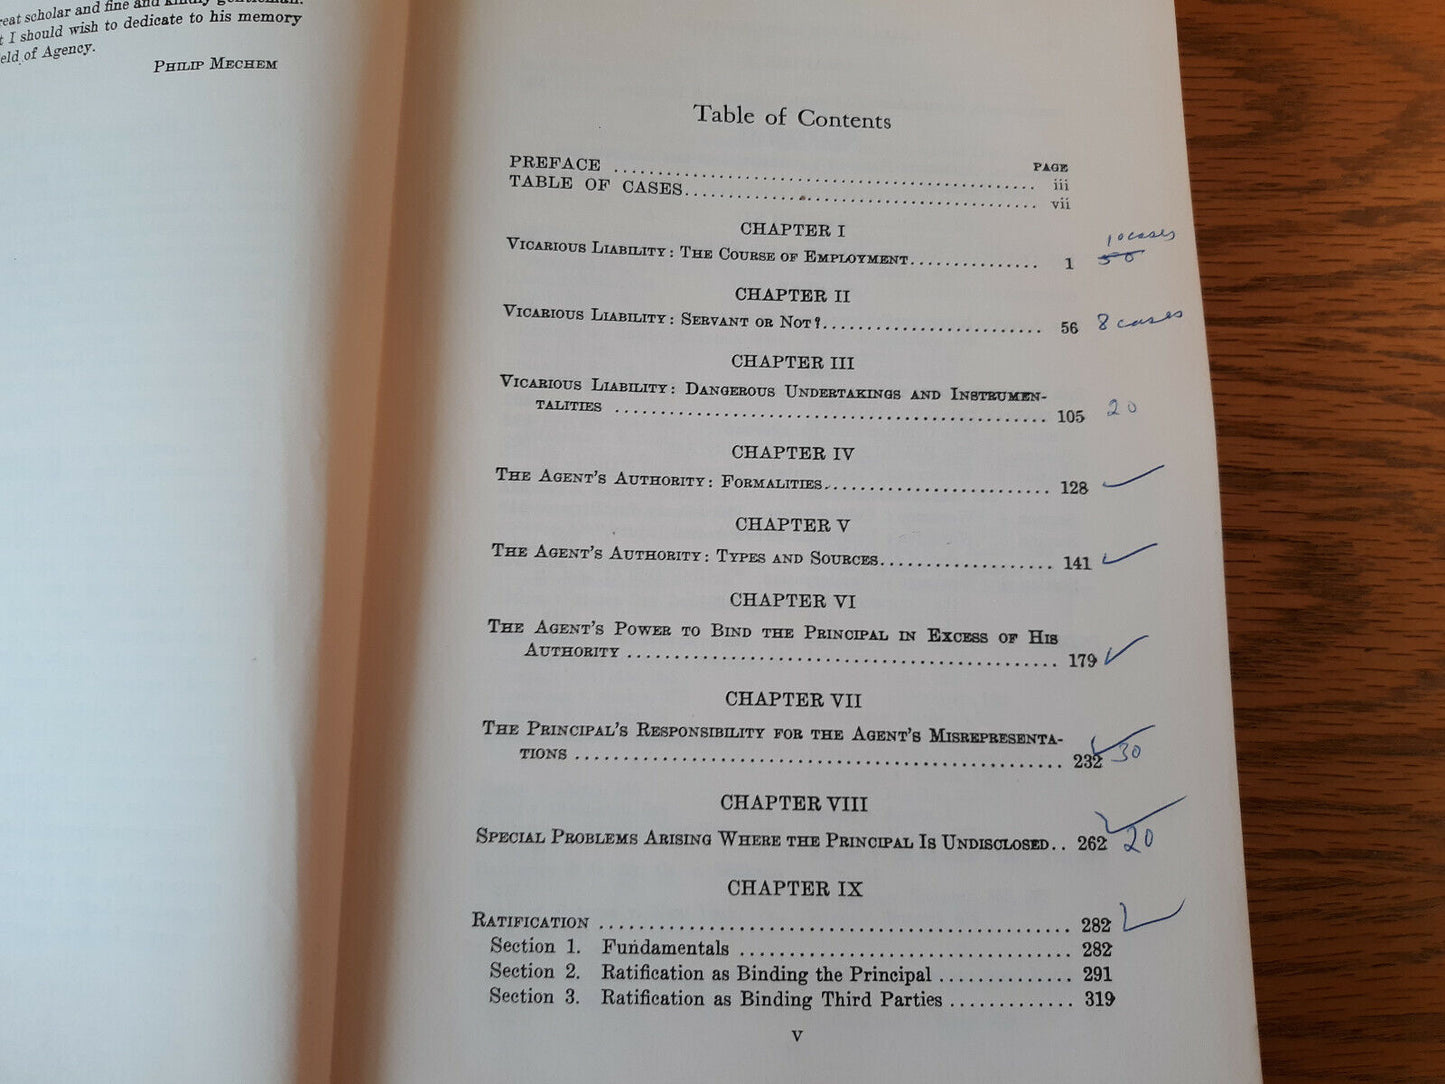 reat scholar and fine and kindly gentleman.
t I should wish to dedicate to his memory
eld of Agency.
PHILIP MECHEM
Table of Contents
PAGE
PREFACE ........................................ iii
TABLE OF CASES........................................ vii
CHAPTER I
10 cases
VICARIOUS LIABILITY: THE COURSE OF EMPLOYMENT............... 1 50
CHAPTER II
VICARIOUS LIABILITY: SERVANT OR NOT?......................... 56 8 cases
CHAPTER III
VICARIOUS LIABILITY: DANGEROUS UNDERTAKINGS AND INSTRUMEN-
TALITIES ................................................ 105 20
CHAPTER IV
THE AGENT'S AUTHORITY: FORMALITIES.......................... 128
CHAPTER V
THE AGENT'S AUTHORITY: TYPES AND SOURCES................... 141
CHAPTER VI
THE AGENT'S POWER TO BIND THE PRINCIPAL IN EXCESS OF HIS
AUTHORITY .............................................. 179
CHAPTER VII
THE PRINCIPAL'S RESPONSIBILITY FOR THE AGENT'S MISREPRESENTA-
TIONS .................................................. 232 30
CHAPTER VIII
SPECIAL PROBLEMS ARISING WHERE THE PRINCIPAL IS UNDISCLOSED.. 262 20
CHAPTER IX
RATIFICATION ................................................ 282
Section 1. Fundamentals .................................. 282
Section 2. Ratification as Binding the Principal .............. 291
Section 3. Ratification as Binding Third Parties ............. 319
v